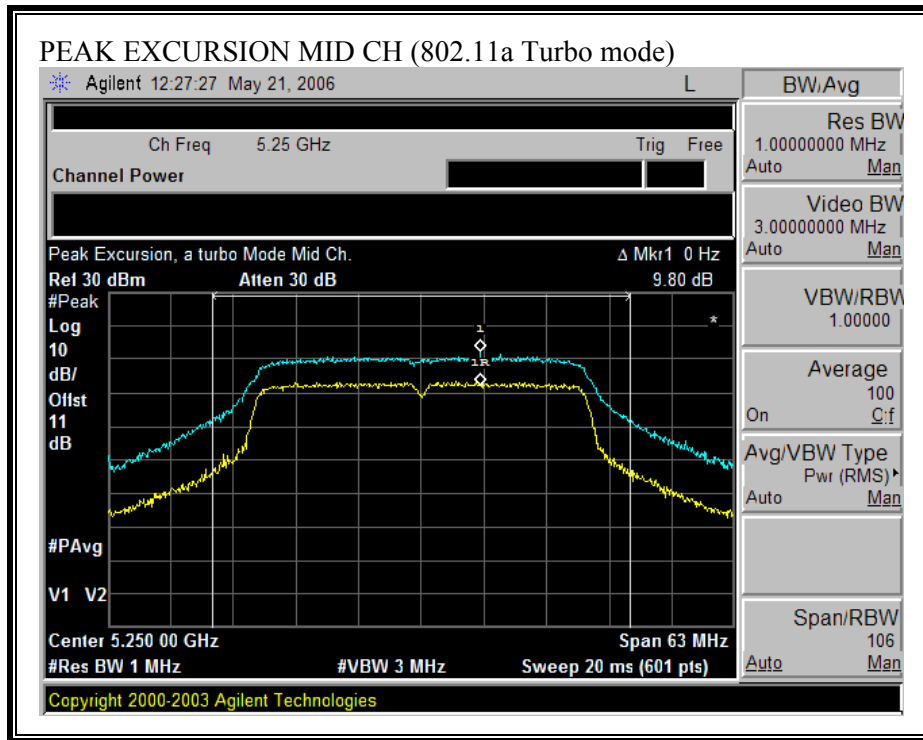 PEAK EXCURSION MID CH (802.11a Turbo mode)
Agilent 12:27:27 May 21, 2006 L
BW/Avg
Ch Freq 5.25 GHz Trig Free
Channel Power
Res BW
1.00000000 MHz
Auto Man
Video BW
3.00000000 MHz
Auto Man
Peak Excursion, a turbo Mode Mid Ch. Δ Mkr1 0 Hz
Ref 30 dBm Atten 30 dB 9.80 dB
#Peak
Log
10
dB/
Offst
11
dB
1
1R
*
#PAvg
V1 V2
VBW/RBW
1.00000
Average
100
On
Avg/VBW Type
Pwr (RMS)
Auto Man
Span/RBW
106
Auto Man
Center 5.250 00 GHz Span 63 MHz
#Res BW 1 MHz #VBW 3 MHz Sweep 20 ms (601 pts)
Copyright 2000-2003 Agilent Technologies